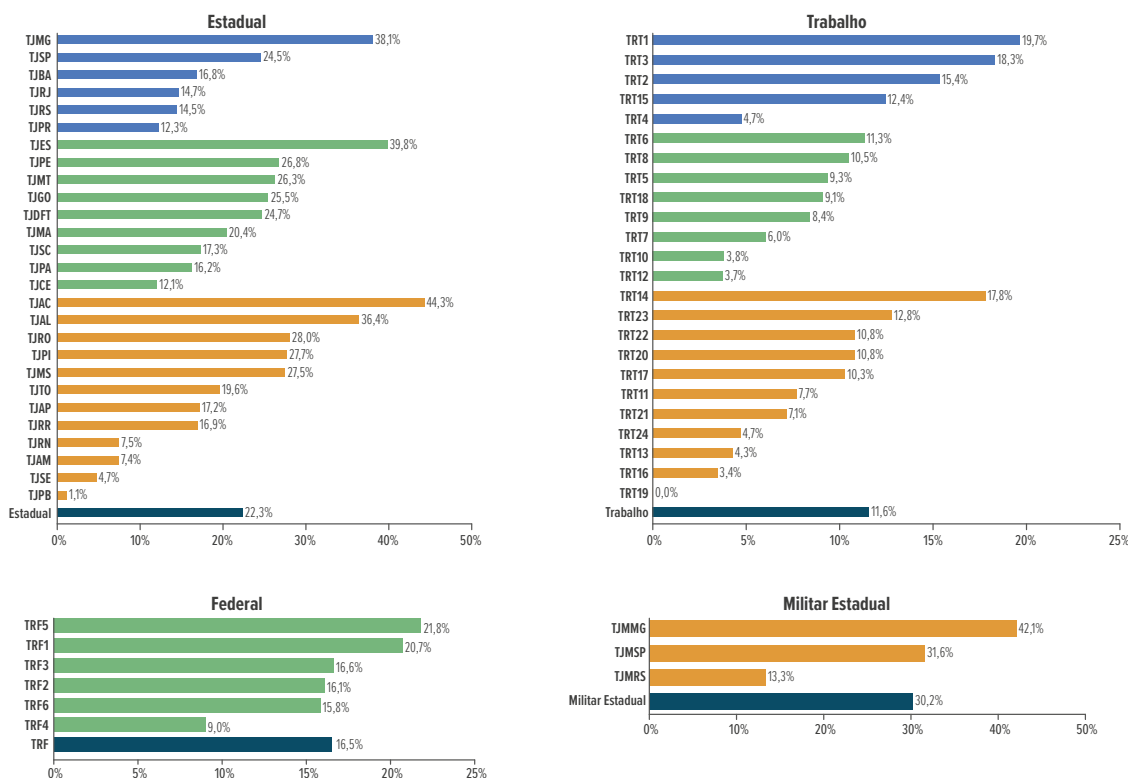 Estadual
TJMG 38,1%
TJSP 24,5%
TJBA 16,8%
TJRJ 14,7%
TJRS 14,5%
TJPR 12,3%
TJES 39,8%
TJPE 26,8%
TJMT 26,3%
TJGO 25,5%
TJDFT 24,7%
TJMA 20,4%
TJSC 17,3%
TJPA 16,2%
TJCE 12,1%
TJAC 44,3%
TJAL 36,4%
TJRO 28,0%
TJPI 27,7%
TJMS 27,5%
TJTO 19,6%
TJAP 17,2%
TJRR 16,9%
TJRN 7,5%
TJAM 7,4%
TJSE 4,7%
TJPB 1,1%
Estadual 22,3%
0% 10% 20% 30% 40% 50%
Trabalho
TRT1 19,7%
TRT3 18,3%
TRT2 15,4%
TRT15 12,4%
TRT4 4,7%
TRT6 11,3%
TRT8 10,5%
TRT5 9,3%
TRT18 9,1%
TRT9 8,4%
TRT7 6,0%
TRT10 3,8%
TRT12 3,7%
TRT14 17,8%
TRT23 12,8%
TRT22 10,8%
TRT20 10,8%
TRT17 10,3%
TRT11 7,7%
TRT21 7,1%
TRT24 4,7%
TRT13 4,3%
TRT16 3,4%
TRT19 0,0%
Trabalho 11,6%
0% 5% 10% 15% 20% 25%
Federal
TRF5 21,8%
TRF1 20,7%
TRF3 16,6%
TRF2 16,1%
TRF6 15,8%
TRF4 9,0%
TRF 16,5%
0% 5% 10% 15% 20% 25%
Militar Estadual
TJMMG 42,1%
TJMSP 31,6%
TJMRS 13,3%
Militar Estadual 30,2%
0% 10% 20% 30% 40% 50%